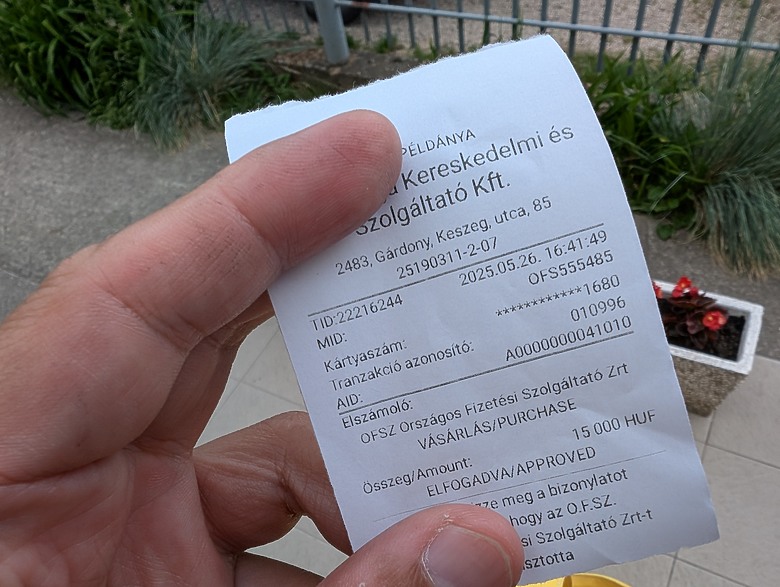 PÉLDÁNYA
Kereskedelmi és
Szolgáltató Kft.
2483, Gárdony, Keszeg, utca, 85
25190311-2-07
2025.05.26. 16:41:49
TID:22216244 OFS555485
MID:
Kártyaszám: ************1680
Tranzakció azonosító: 010996
AID: A0000000041010
Elszámoló:
OFSZ Országos Fizetési Szolgáltató Zrt
VÁSÁRLÁS/PURCHASE
Összeg/Amount: 15 000 HUF
ELFOGADVA/APPROVED
meg a bizonylatot
hogy az O.F.SZ.
Szolgáltató Zrt-t